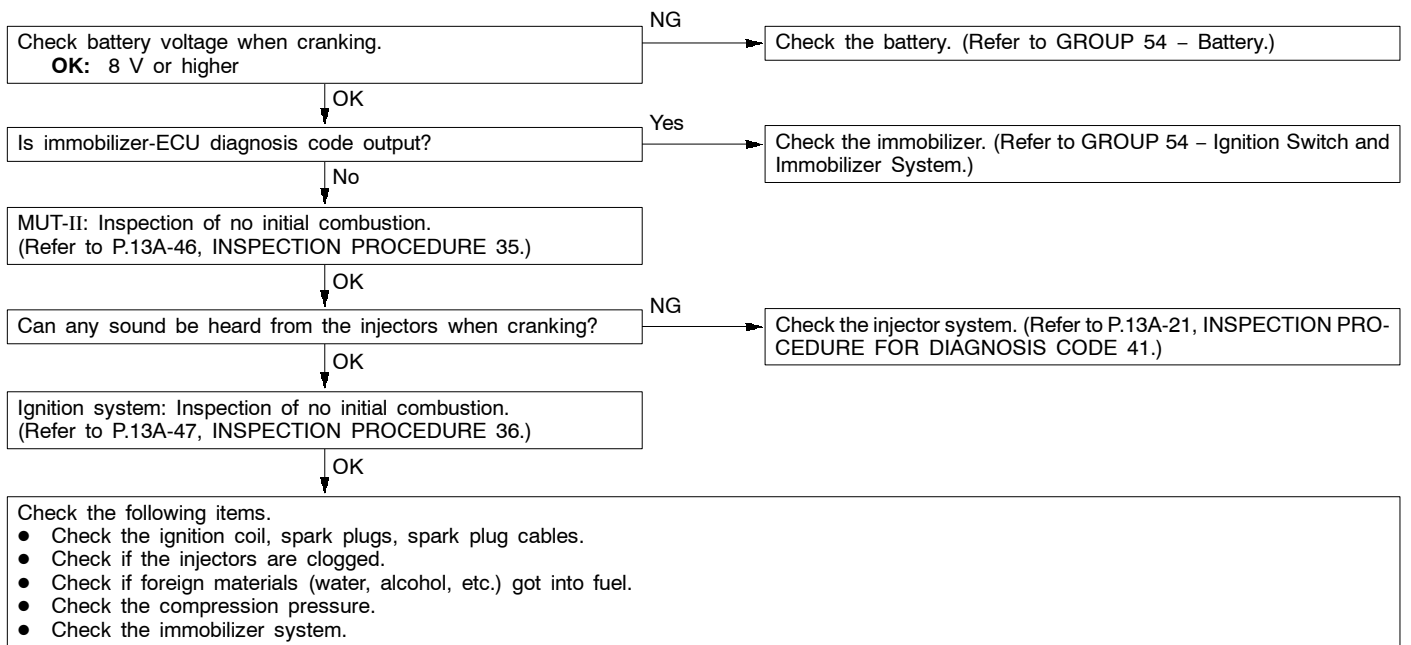 NG
Check battery voltage when cranking.
OK: 8 V or higher
Check the battery. (Refer to GROUP 54 – Battery.)
OK
Is immobilizer-ECU diagnosis code output?
Yes
Check the immobilizer. (Refer to GROUP 54 – Ignition Switch and
Immobilizer System.)
No
MUT-II: Inspection of no initial combustion.
(Refer to P.13A-46, INSPECTION PROCEDURE 35.)
OK
Can any sound be heard from the injectors when cranking?
NG
Check the injector system. (Refer to P.13A-21, INSPECTION PRO-
CEDURE FOR DIAGNOSIS CODE 41.)
OK
Ignition system: Inspection of no initial combustion.
(Refer to P.13A-47, INSPECTION PROCEDURE 36.)
OK
Check the following items.
● Check the ignition coil, spark plugs, spark plug cables.
● Check if the injectors are clogged.
● Check if foreign materials (water, alcohol, etc.) got into fuel.
● Check the compression pressure.
● Check the immobilizer system.